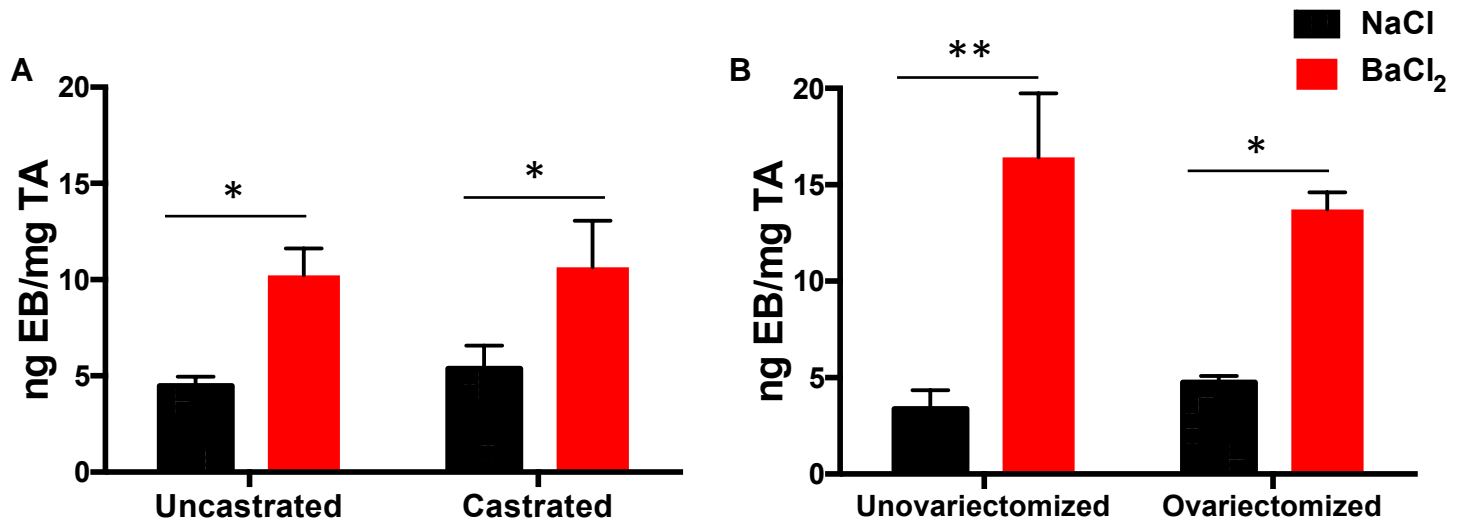 NaCl
BaCl2
A
20
15
10
5
0
ng EB/mg TA
*
*
Uncastrated
Castrated
B
20
15
10
5
0
ng EB/mg TA
**
*
Unovariectomized
Ovariectomized